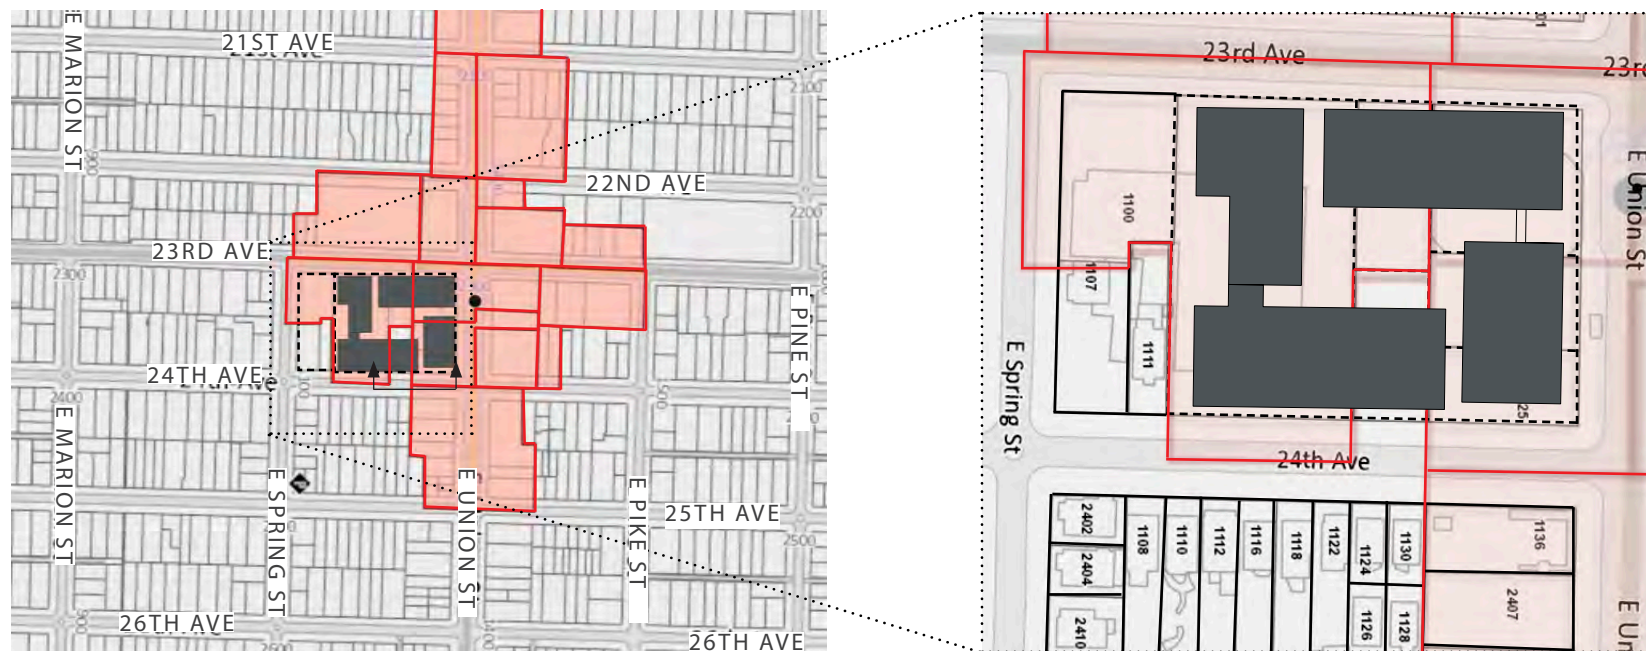 E MARION ST
21ST AVE
2100
22ND AVE
2200
23RD AVE
2300
E PINE ST
24TH AVE
2400
E MARION ST
E SPRING ST
E UNION ST
E PIKE ST
25TH AVE
2500
26TH AVE
26TH AVE
23rd Ave
23rd
E Union St
1100
1107
1111
E Spring St
25
24th Ave
2402
2404
2410
1108
1110
1112
1116
1118
1122
1124
1126
1130
1128
1136
2407
E Un